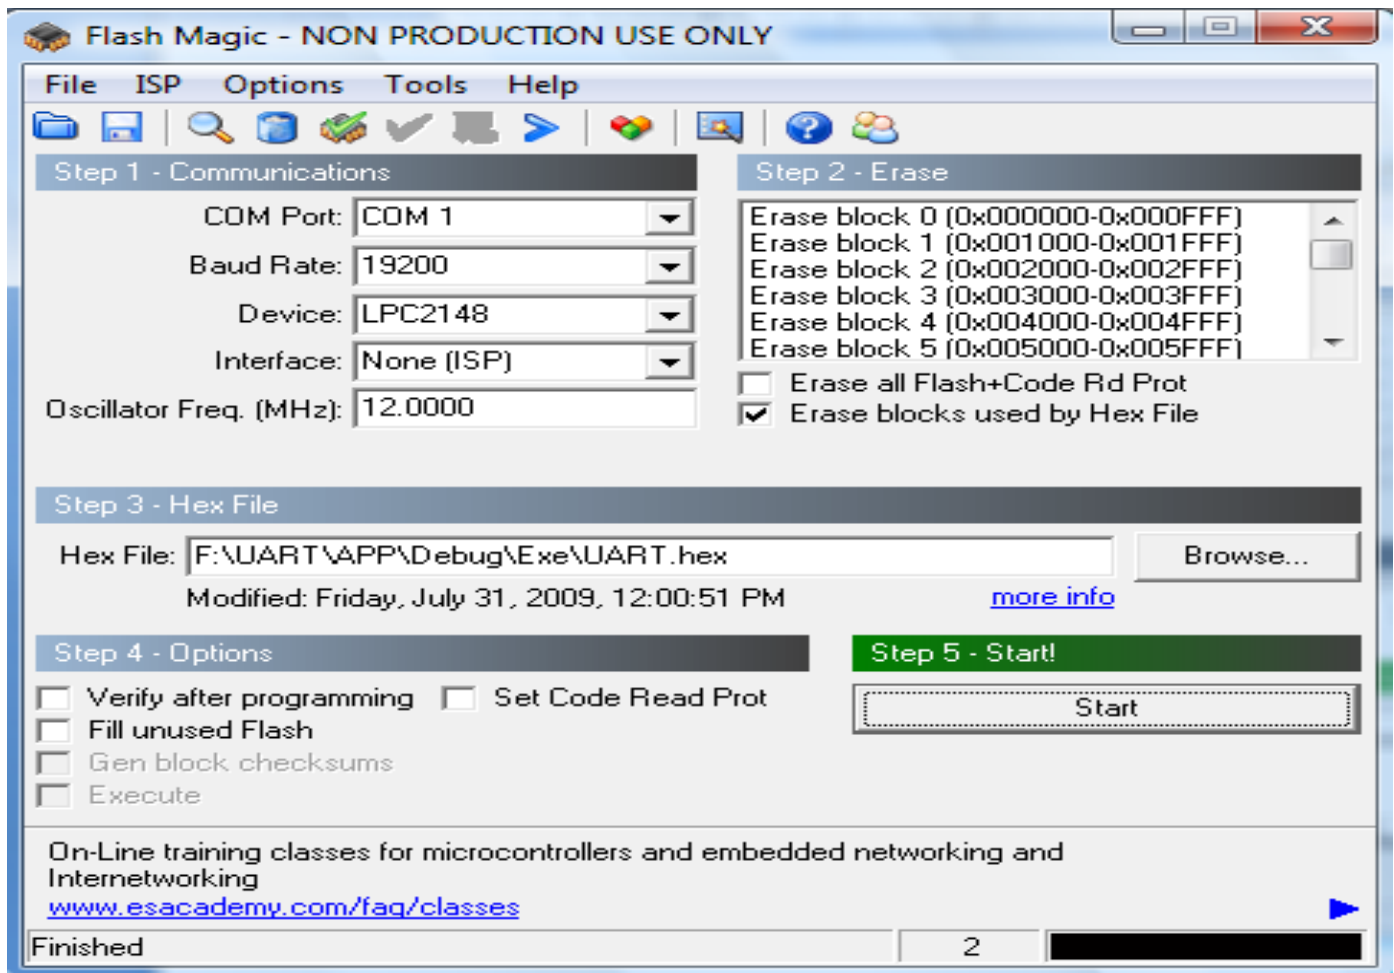 Flash Magic - NON PRODUCTION USE ONLY
File ISP Options Tools Help
Step 1 - Communications
COM Port: COM 1
Baud Rate: 19200
Device: LPC2148
Interface: None (ISP)
Oscillator Freq. (MHz): 12.0000
Step 2 - Erase
Erase block 0 (0x000000-0x000FFF)
Erase block 1 (0x001000-0x001FFF)
Erase block 2 (0x002000-0x002FFF)
Erase block 3 (0x003000-0x003FFF)
Erase block 4 (0x004000-0x004FFF)
Erase block 5 (0x005000-0x005FFF)
Erase all Flash+Code Rd Prot
Erase blocks used by Hex File
Step 3 - Hex File
Hex File: F:\UART\APP\Debug\Exe\UART.hex Browse...
Modified: Friday, July 31, 2009, 12:00:51 PM more info
Step 4 - Options
Verify after programming Set Code Read Prot
Fill unused Flash
Gen block checksums
Execute
Step 5 - Start!
Start
On-Line training classes for microcontrollers and embedded networking and
Internetworking
www.esacademy.com/faq/classes
Finished 2